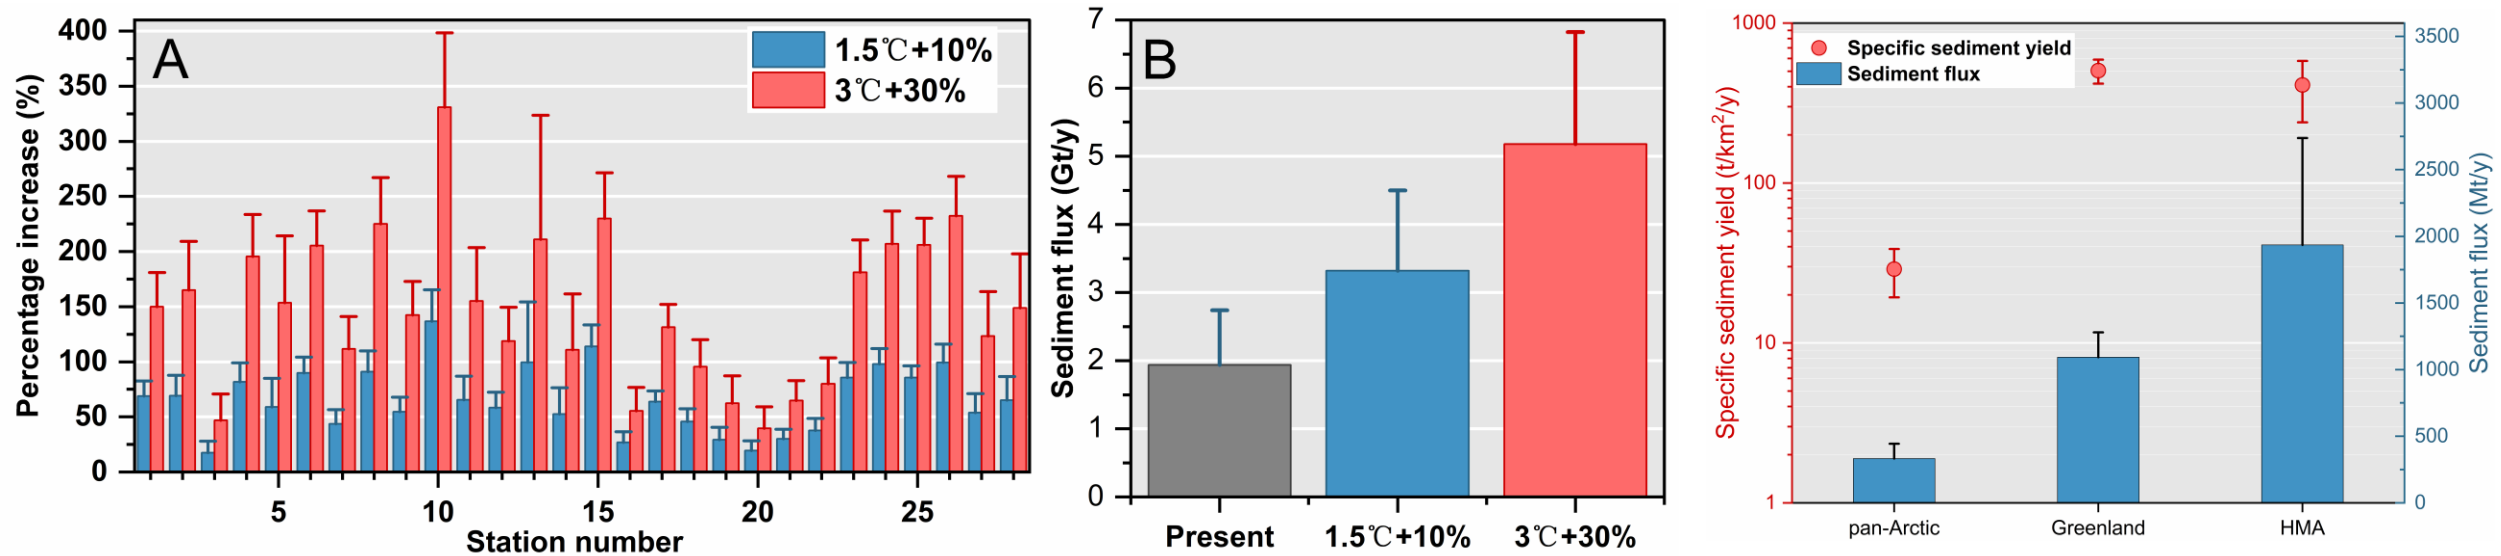 A
1.5℃+10%
3℃+30%
Percentage increase (%)
400
350
300
250
200
150
100
50
0
5
10
15
20
25
Station number
B
Sediment flux (Gt/y)
7
6
5
4
3
2
1
0
Present
1.5℃+10%
3℃+30%
Specific sediment yield
Sediment flux
Specific sediment yield (t/km²/y)
1000
100
10
1
pan-Arctic
Greenland
HMA
3500
3000
2500
2000
1500
1000
500
0
Sediment flux (Mt/y)